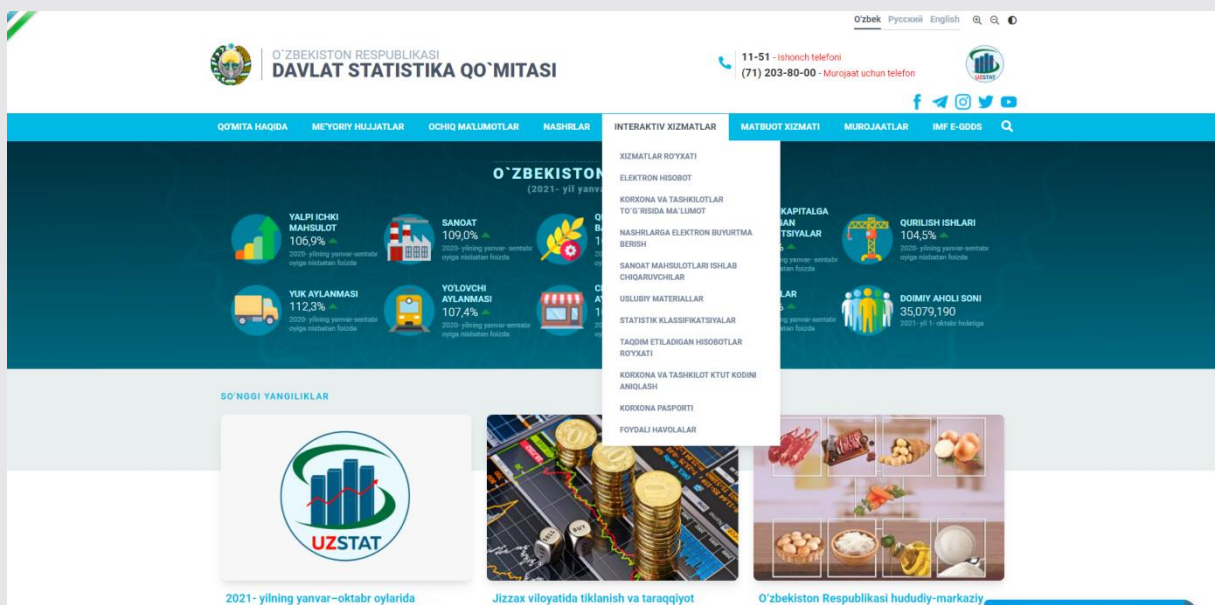 O'zbek Русский English
O`ZBEKISTON RESPUBLIKASI
DAVLAT STATISTIKA QO`MITASI
11-51 - Ishonch telefoni
(71) 203-80-00 - Murojaat uchun telefon
UZSTAT
QO'MITA HAQIDA ME'YORIY HUJJATLAR OCHIQ MA'LUMOTLAR NASHRLAR INTERAKTIV XIZMATLAR MATBUOT XIZMATI MUROJAATLAR IMF E-GDDS
XIZMATLAR RO'YXATI
ELEKTRON HISOBOT
KORXONA VA TASHKILOTLAR
TO`G`RISIDA MA`LUMOT
NASHRLARGA ELEKTRON BUYURTMA
BERISH
SANOAT MAHSULOTLARI ISHLAB
CHIQARUVCHILAR
USLUBIY MATERIALLAR
STATISTIK KLASSIFIKATSIYALAR
TAQDIM ETILADIGAN HISOBOTLAR
RO'YXATI
KORXONA VA TASHKILOT KTUT KODINI
ANIQLASH
KORXONA PASPORTI
FOYDALI HAVOLALAR
O`ZBEKISTON
(2021- yil
YALPI ICHKI
MAHSULOT
106,9%
2020- yilning yanvar-sentabr
oyiga nisbatan foizda
SANOAT
109,0%
2020- yilning yanvar- sentabr
oyiga nisbatan foizda
KAPITALGA
QURILISH ISHLARI
104,5%
2020- yilning yanvar-sentabr
oyiga nisbatan foizda
YUK AYLANMASI
112,3%
2020- yilning yanvar-sentabr
oyiga nisbatan foizda
YO'LOVCHI
AYLANMASI
107,4%
2020- yilning yanvar-sentabr
oyiga nisbatan foizda
DOIMIY AHOLI SONI
35,079,190
2021- yil 1- oktabr holatiga
SO'NGGI YANGILIKLAR
UZSTAT
SELL
BUY
2021- yilning yanvar–oktabr oylarida
Jizzax viloyatida tiklanish va taraqqiyot
O'zbekiston Respublikasi hududiy-markaziy